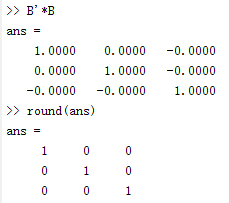 >> B'*B
ans =
1.0000 0.0000 -0.0000
0.0000 1.0000 -0.0000
-0.0000 -0.0000 1.0000
>> round(ans)
ans =
1 0 0
0 1 0
0 0 1